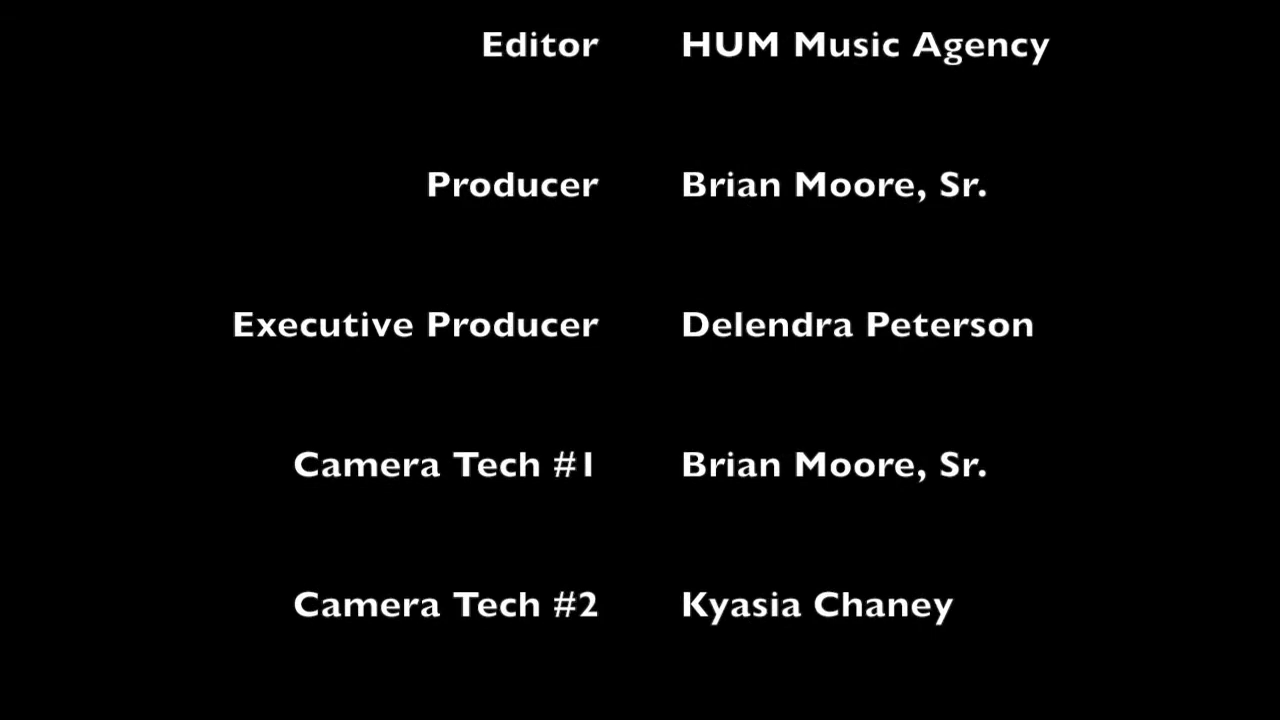 Editor HUM Music Agency
Producer Brian Moore, Sr.
Executive Producer Delendra Peterson
Camera Tech #1 Brian Moore, Sr.
Camera Tech #2 Kyasia Chaney